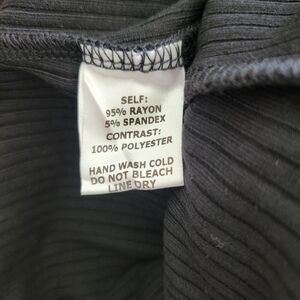 SELF:
95% RAYON
5% SPANDEX
CONTRAST:
100% POLYESTER
HAND WASH COLD
DO NOT BLEACH
LINE DRY